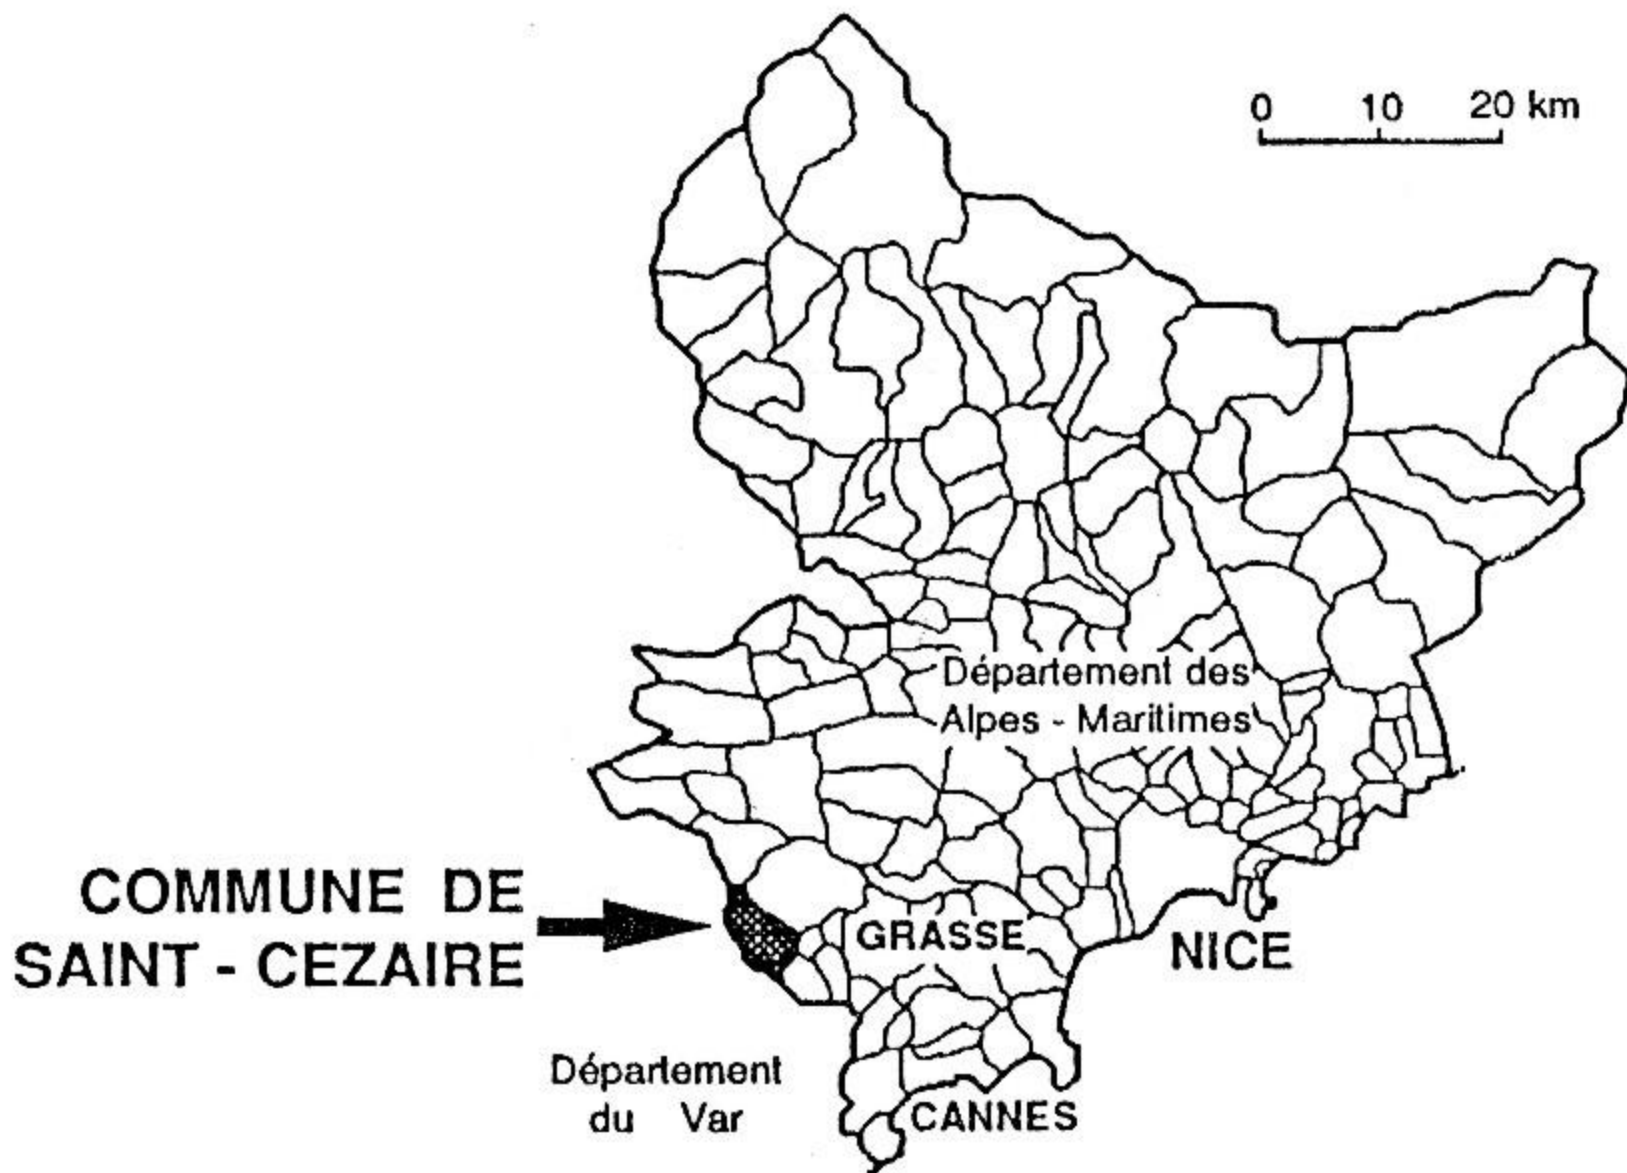 0 10 20 km
Département des
Alpes - Maritimes
COMMUNE DE
SAINT - CEZAIRE
GRASSE
NICE
Département
du Var
CANNES